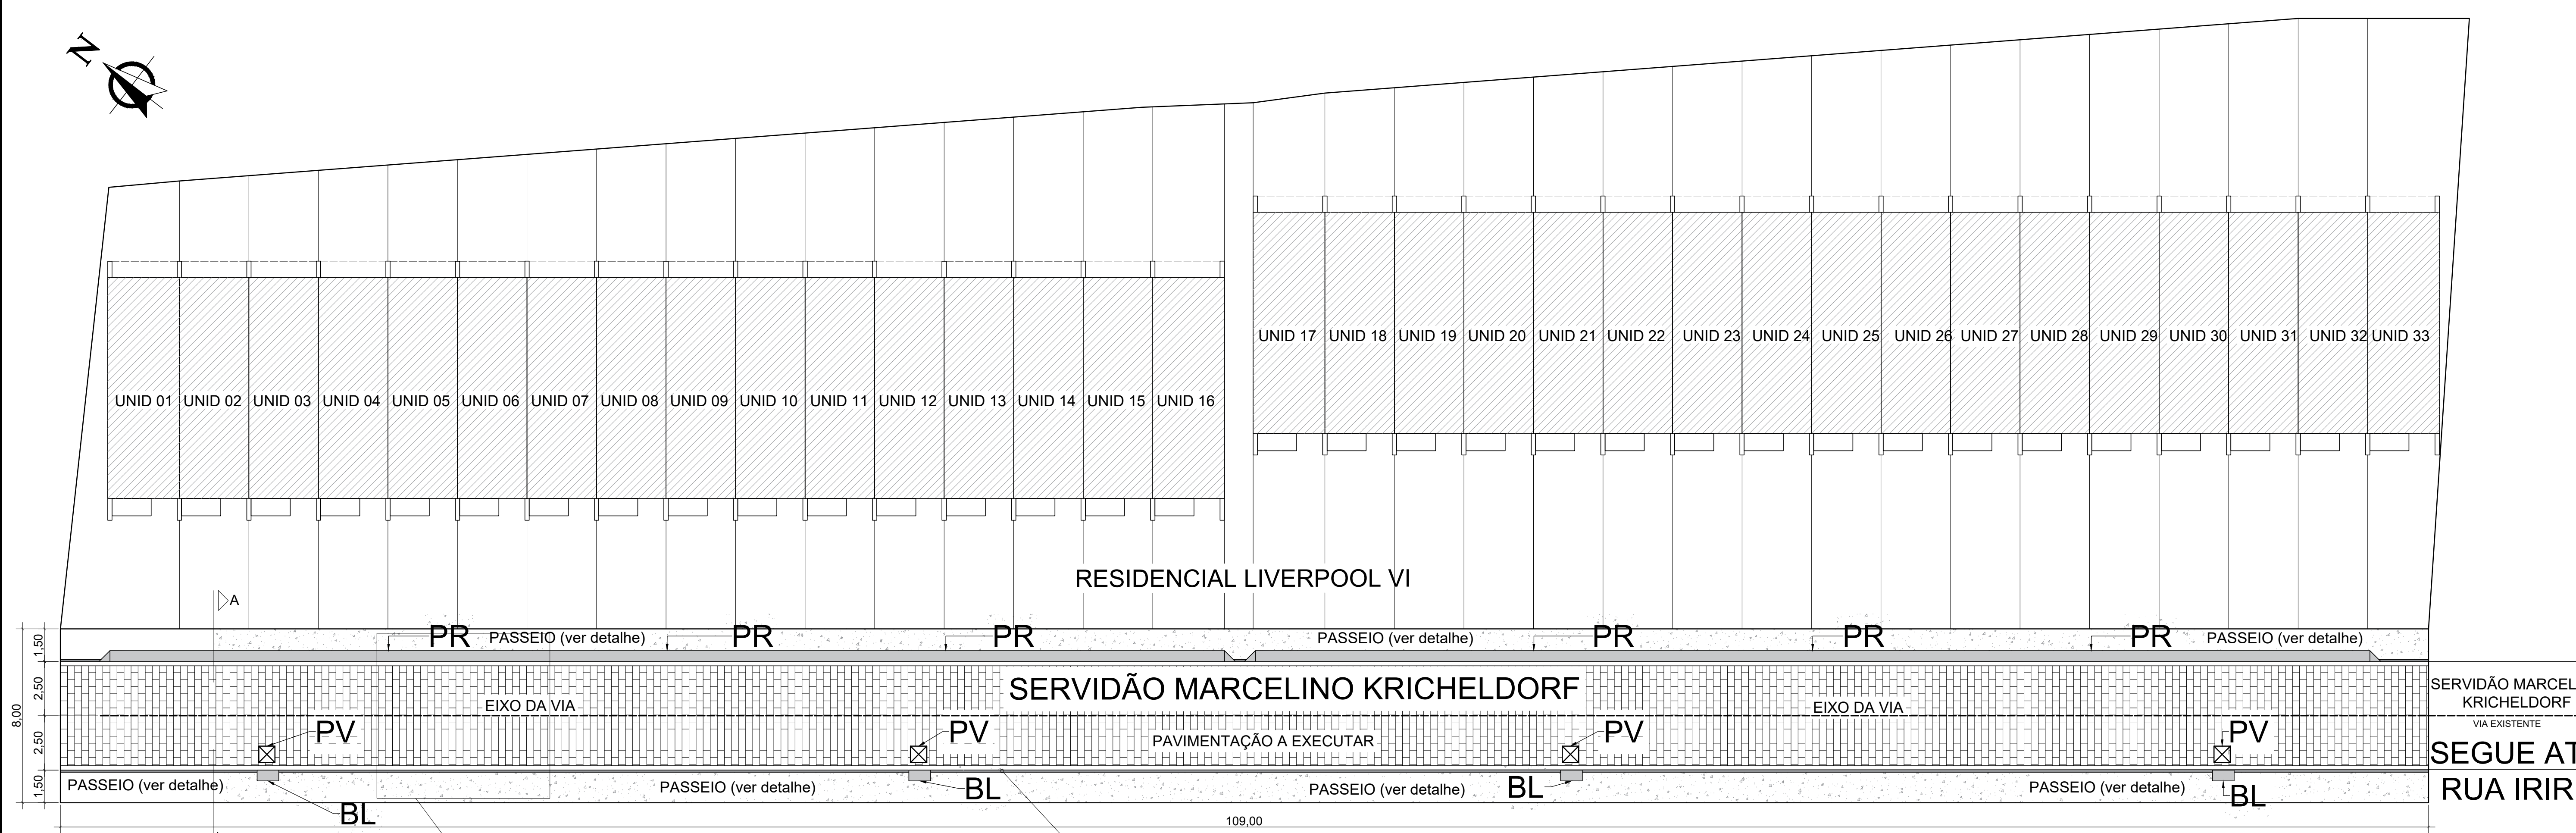 N
UNID 17 UNID 18 UNID 19 UNID 20 UNID 21 UNID 22 UNID 23 UNID 24 UNID 25 UNID 26 UNID 27 UNID 28 UNID 29 UNID 30 UNID 31 UNID 32 UNID 33
UNID 01 UNID 02 UNID 03 UNID 04 UNID 05 UNID 06 UNID 07 UNID 08 UNID 09 UNID 10 UNID 11 UNID 12 UNID 13 UNID 14 UNID 15 UNID 16
RESIDENCIAL LIVERPOOL VI
A
1,50
PR PASSEIO (ver detalhe) PR PR PASSEIO (ver detalhe) PR PR PR PASSEIO (ver detalhe)
2,50
SERVIDÃO MARCELINO KRICHELDORF
SERVIDÃO MARCEL
KRICHELDORF
8,00
EIXO DA VIA EIXO DA VIA
VIA EXISTENTE
2,50
PV PV PV PV
PAVIMENTAÇÃO A EXECUTAR
SEGUE AT
1,50
PASSEIO (ver detalhe) PASSEIO (ver detalhe) PASSEIO (ver detalhe) PASSEIO (ver detalhe)
BL BL BL BL
RUA IRIR
109,00